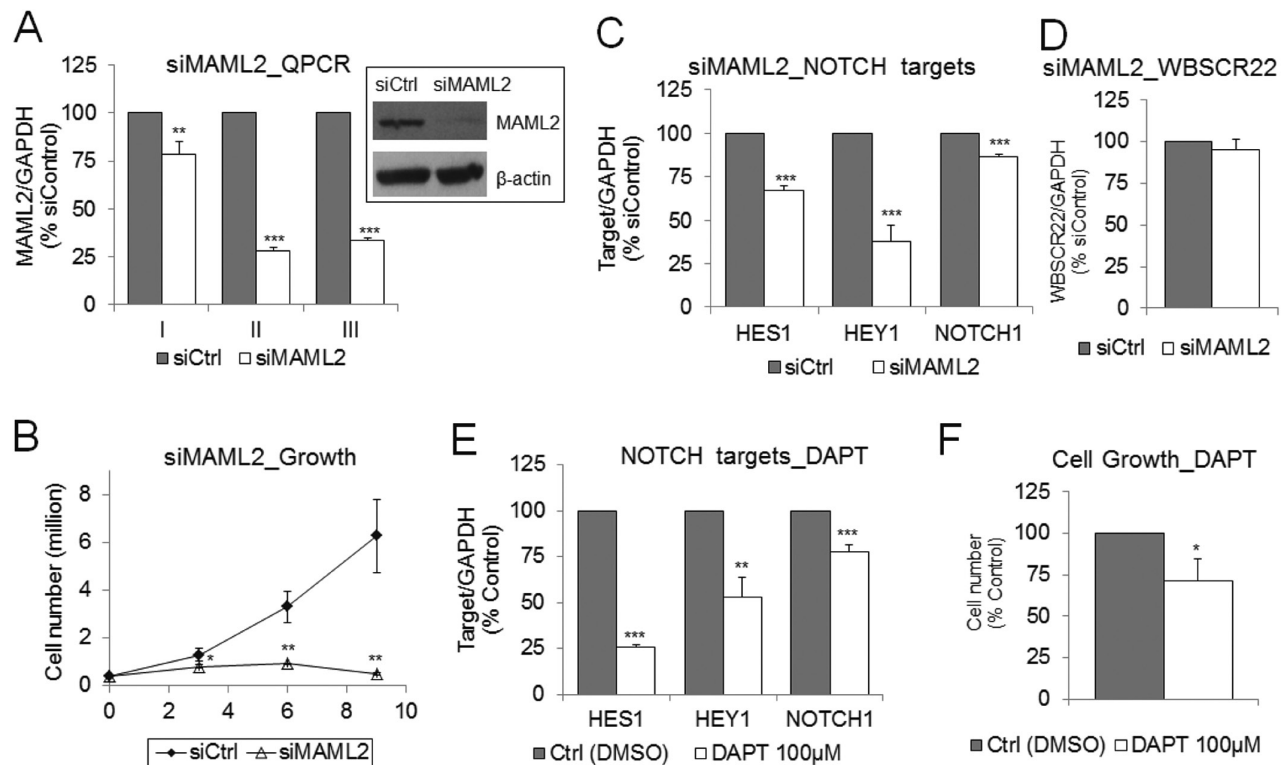 A
siMAML2_QPCR
MAML2/GAPDH
(% siControl)
125
100
75
50
25
0
**
***
***
I II III
siCtrl siMAML2
siCtrl siMAML2
MAML2
β-actin
C
siMAML2_NOTCH targets
Target/GAPDH
(% siControl)
125
100
75
50
25
0
***
***
***
HES1 HEY1 NOTCH1
siCtrl siMAML2
D
siMAML2_WBSCR22
WBSCR22/GAPDH
(% siControl)
125
100
75
50
25
0
siCtrl siMAML2
B
siMAML2_Growth
Cell number (million)
8
6
4
2
0
*
**
**
0 2 4 6 8 10
siCtrl siMAML2
E
NOTCH targets_DAPT
Target/GAPDH
(% Control)
125
100
75
50
25
0
***
**
***
HES1 HEY1 NOTCH1
Ctrl (DMSO) DAPT 100µM
F
Cell Growth_DAPT
Cell number
(% Control)
125
100
75
50
25
0
*
Ctrl (DMSO) DAPT 100µM